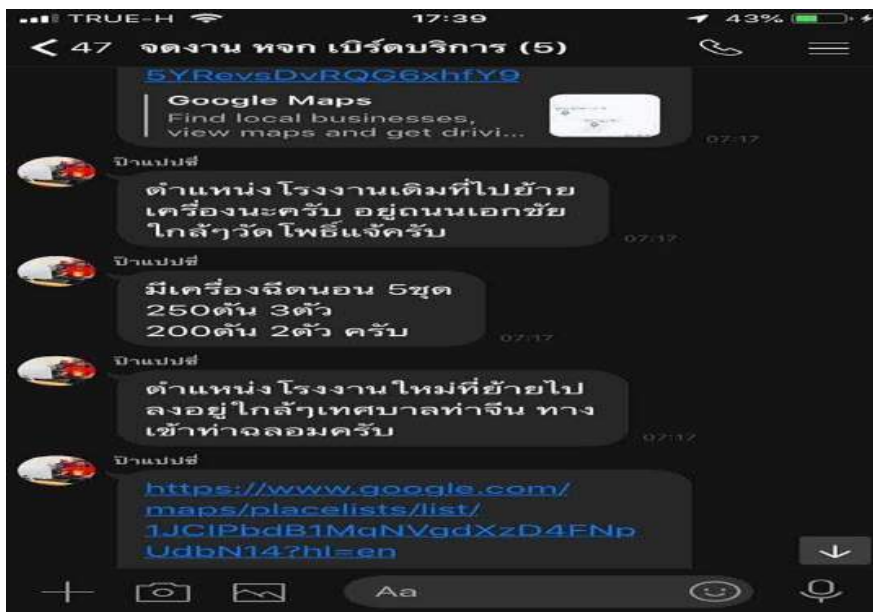 TRUE-H 17:39 43%
47 จดงาน หจก เบิร์ดบริการ (5)
5YRevsDvRQG6xhfY9
Google Maps
Find local businesses,
view maps and get drivi...
07:17
ป๊าแปปซี่
ตำแหน่งโรงงานเดิมที่ไปย้าย
เครื่องนะครับ อยู่ถนนเอกชัย
ใกล้ๆวัดโพธิ์แจ้ครับ
07:17
ป๊าแปปซี่
มีเครื่องฉีดนอน 5ชุด
250ตัน 3ตัว
200ตัน 2ตัว ครับ
07:17
ป๊าแปปซี่
ตำแหน่งโรงงานใหม่ที่ย้ายไป
ลงอยู่ใกล้ๆเทศบาลท่าจีน ทาง
เข้าท่าฉลอมครับ
07:17
ป๊าแปปซี่
https://www.google.com/
maps/placelists/list/
1JCIPbdB1MqNVgdXzD4FNp
UdbN14?hl=en
Aa